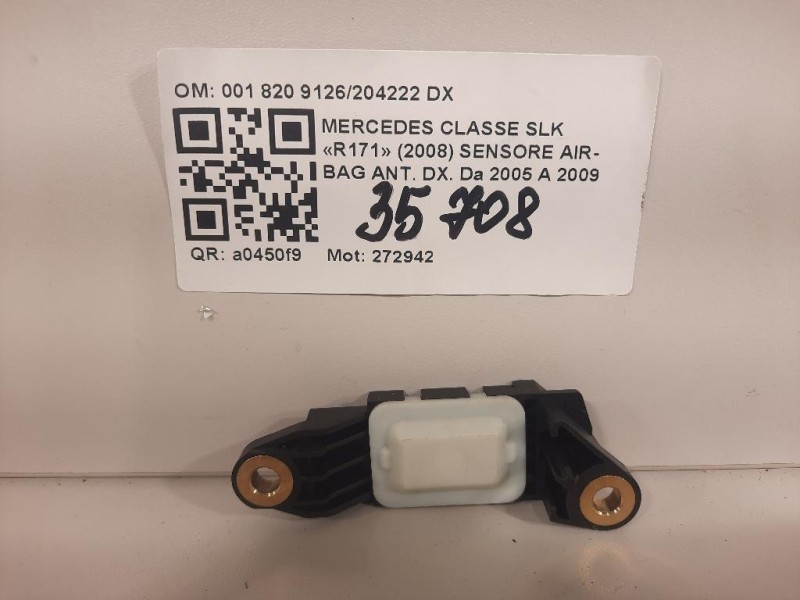 OM: 001 820 9126/204222 DX
MERCEDES CLASSE SLK
«R171» (2008) SENSORE AIR-
BAG ANT. DX. Da 2005 A 2009
35 708
QR: a0450f9 Mot: 272942